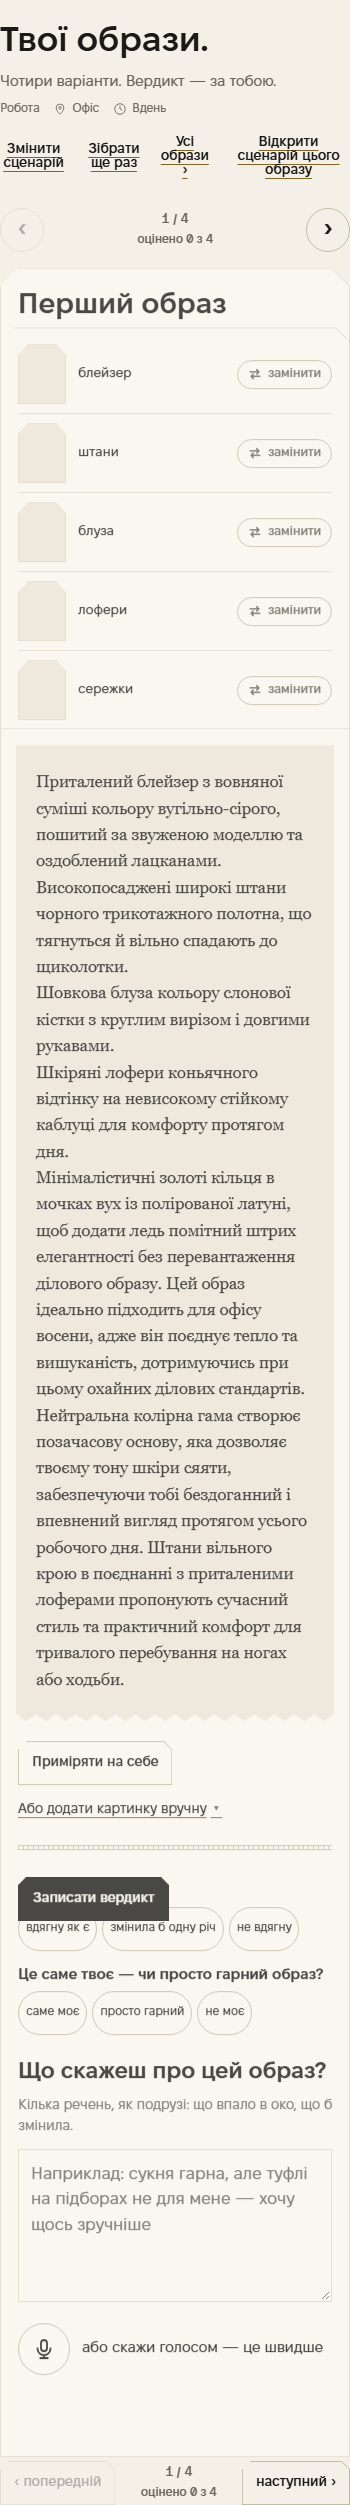 Твої образи.
Чотири варіанти. Вердикт — за тобою.
Робота Офіс Вдень
Змінити сценарій
Зібрати ще раз
Усі образи ›
Відкрити сценарій цього образу
‹
1 / 4
оцінено 0 з 4
›
Перший образ
блейзер замінити
штани замінити
блуза замінити
лофери замінити
сережки замінити
Приталений блейзер з вовняної
суміші кольору вугільно-сірого,
пошитий за звуженою моделлю та
оздоблений лацканами.
Високопосаджені широкі штани
чорного трикотажного полотна, що
тягнуться й вільно спадають до
щиколотки.
Шовкова блуза кольору слонової
кістки з круглим вирізом і довгими
рукавами.
Шкіряні лофери коньячного
відтінку на невисокому стійкому
каблуці для комфорту протягом
дня.
Мінімалістичні золоті кільця в
мочках вух із полірованої латуні,
щоб додати ледь помітний штрих
елегантності без перевантаження
ділового образу. Цей образ
ідеально підходить для офісу
восени, адже він поєднує тепло та
вишуканість, дотримуючись при
цьому охайних ділових стандартів.
Нейтральна колірна гама створює
позачасову основу, яка дозволяє
твоєму тону шкіри сяяти,
забезпечуючи тобі бездоганний і
впевнений вигляд протягом усього
робочого дня. Штани вільного
крою в поєднанні з приталеними
лоферами пропонують сучасний
стиль та практичний комфорт для
тривалого перебування на ногах
або ходьби.
Приміряти на себе
Або додати картинку вручну
Записати вердикт
вдягну як є змінила б одну річ не вдягну
Це саме твоє — чи просто гарний образ?
саме моє просто гарний не моє
Що скажеш про цей образ?
Кілька речень, як подрузі: що впало в око, що б
змінила.
Наприклад: сукня гарна, але туфлі
на підборах не для мене — хочу
щось зручніше
або скажи голосом — це швидше
‹ попередній
1 / 4
оцінено 0 з 4
наступний ›